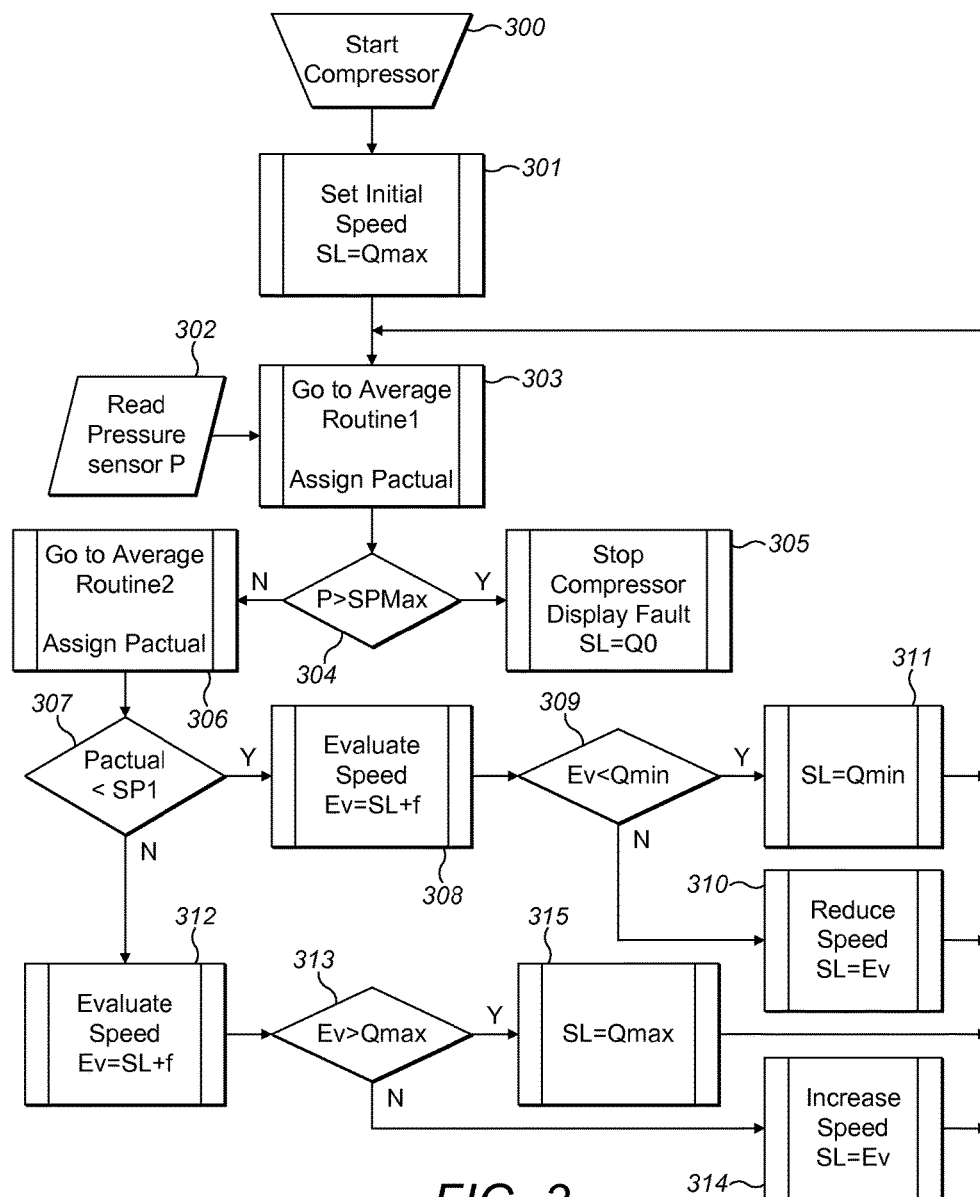 Start
Compressor
300
Set Initial
Speed
SL=Qmax
301
302
Read
Pressure
sensor P
Go to Average
Routine1
Assign Pactual
303
Go to Average
Routine2
Assign Pactual
306
N
P>SPMax
304
Y
Stop
Compressor
Display Fault
SL=Q0
305
307
Pactual
< SP1
Y
N
Evaluate
Speed
Ev=SL+f
308
309
Ev<Qmin
Y
N
311
SL=Qmin
310
Reduce
Speed
SL=Ev
312
Evaluate
Speed
Ev=SL+f
313
Ev>Qmax
Y
N
315
SL=Qmax
Increase
Speed
SL=Ev
314